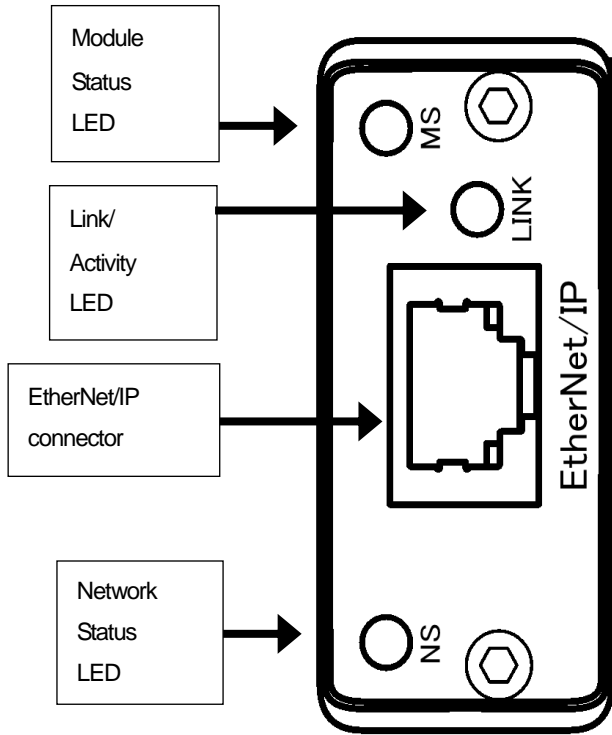 Module
Status
LED
MS
Link/
Activity
LED
LINK
EtherNet/IP
connector
EtherNet/IP
Network
Status
LED
NS